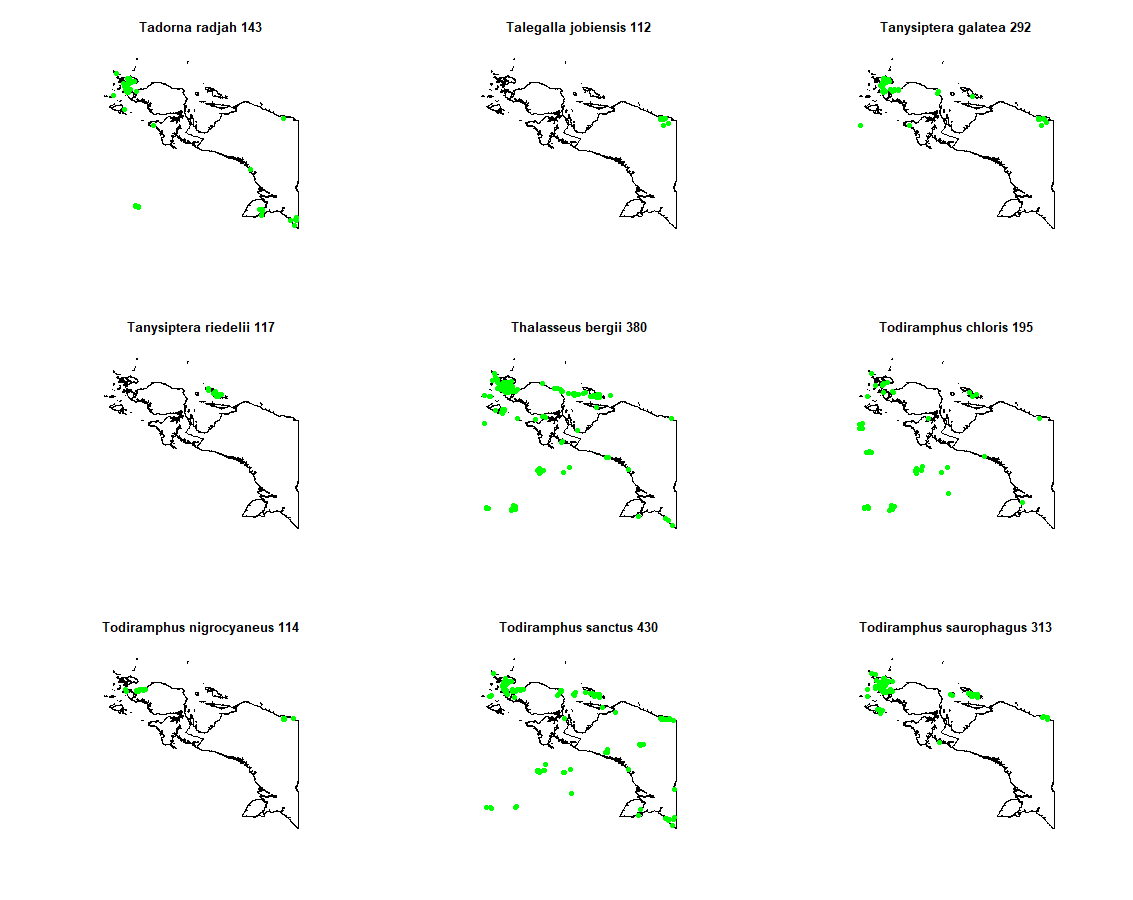 Tadorna radjah 143
Talegalla jobiensis 112
Tanysiptera galatea 292
Tanysiptera riedelii 117
Thalasseus bergii 380
Todiramphus chloris 195
Todiramphus nigrocyaneus 114
Todiramphus sanctus 430
Todiramphus saurophagus 313